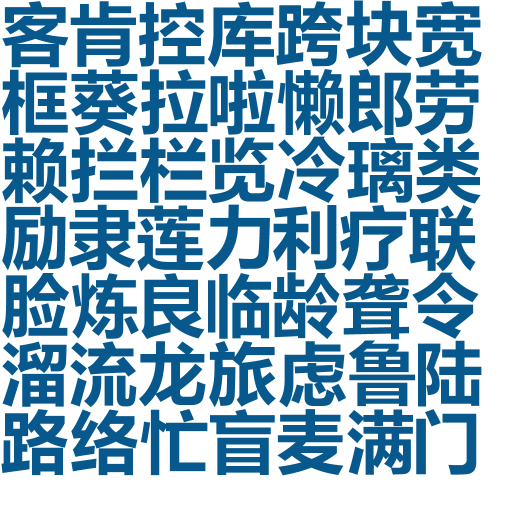 客肯控库跨块宽
框葵拉啦懒郎劳
赖拦栏览冷璃类
励隶莲力利疗联
脸炼良临龄聋令
溜流龙旅虑鲁陆
路络忙盲麦满门